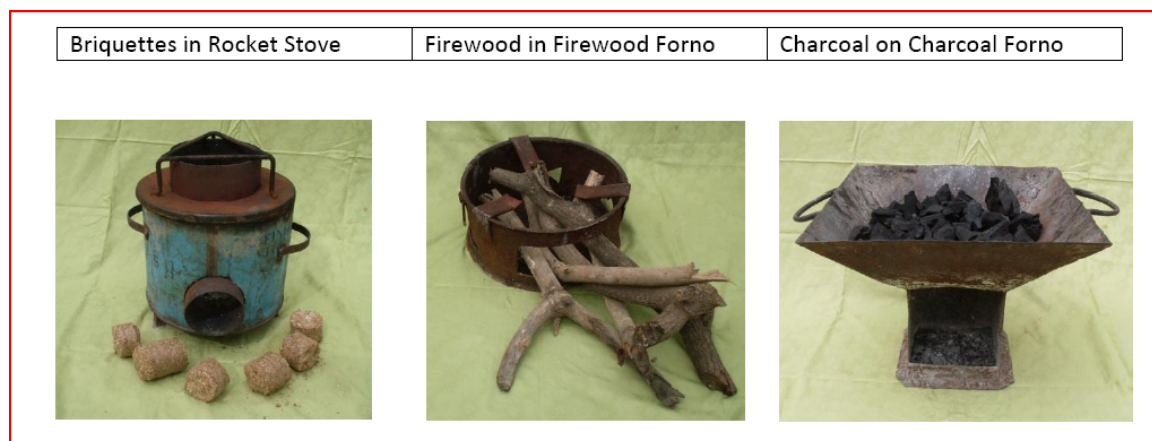 Briquettes in Rocket Stove
Firewood in Firewood Forno
Charcoal on Charcoal Forno